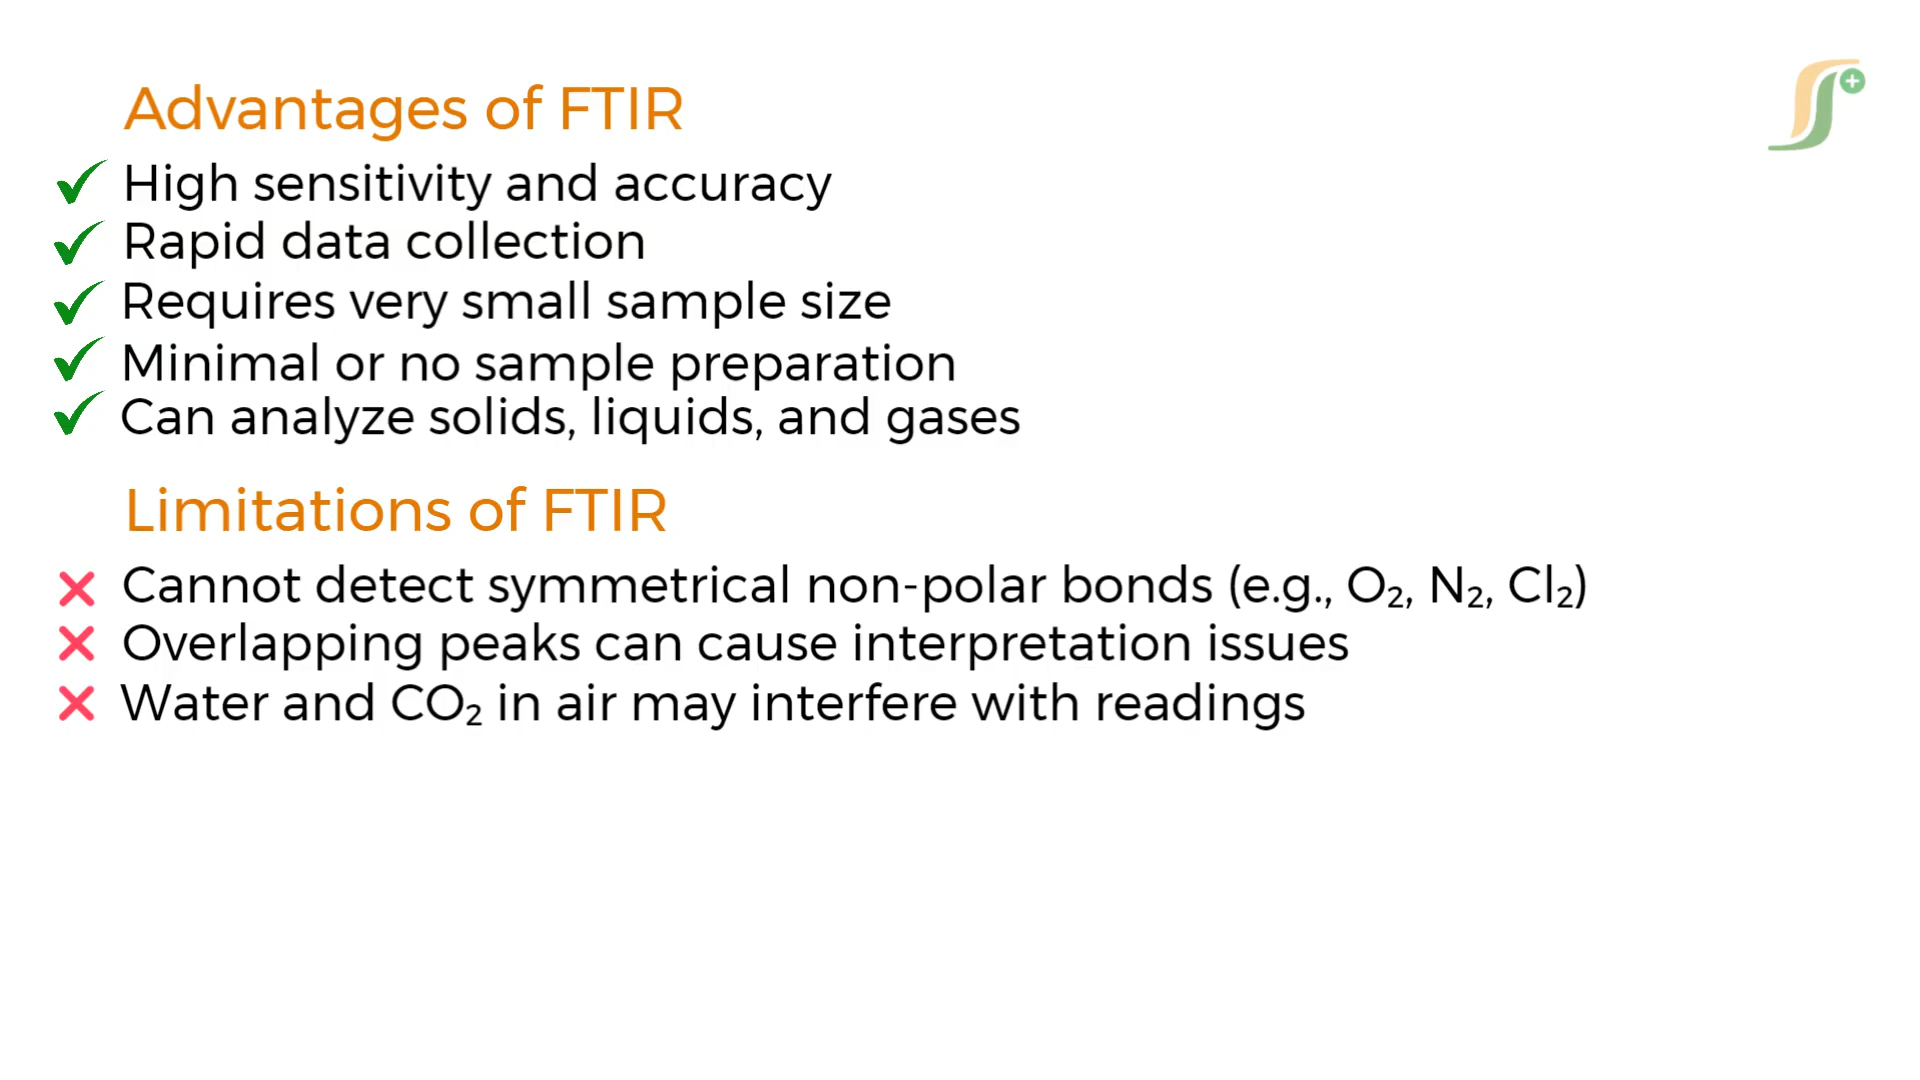 Advantages of FTIR
High sensitivity and accuracy
Rapid data collection
Requires very small sample size
Minimal or no sample preparation
Can analyze solids, liquids, and gases
Limitations of FTIR
Cannot detect symmetrical non-polar bonds (e.g., O₂, N₂, Cl₂)
Overlapping peaks can cause interpretation issues
Water and CO₂ in air may interfere with readings